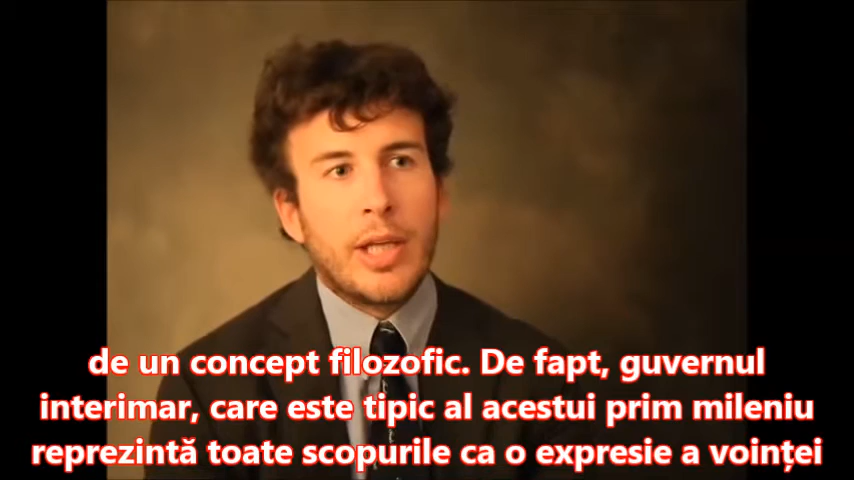 de un concept filozofic. De fapt, guvernul
interimar, care este tipic al acestui prim mileniu
reprezintă toate scopurile ca o expresie a voinței